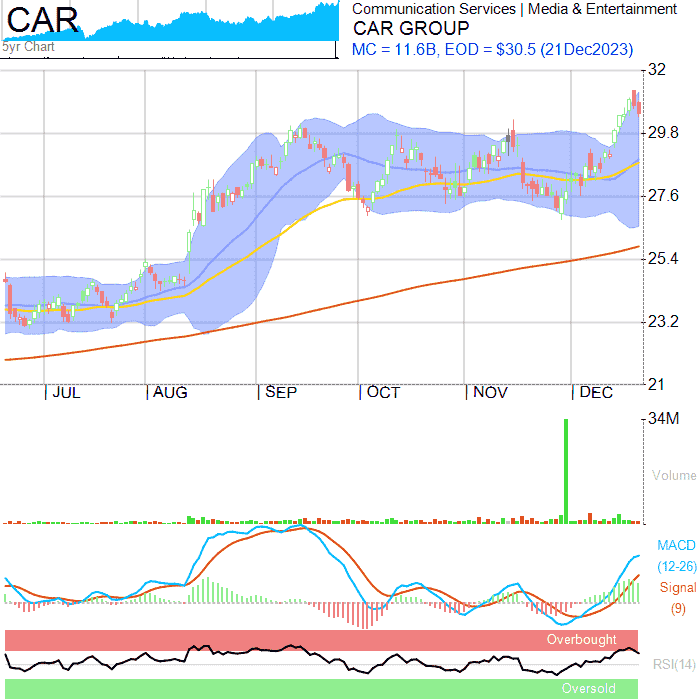 CAR
5yr Chart
Communication Services | Media & Entertainment
CAR GROUP
MC = 11.6B, EOD = $30.5 (21Dec2023)
32
29.8
27.6
25.4
23.2
21
JUL AUG SEP OCT NOV DEC
34M
Volume
MACD
(12-26)
Signal
(9)
Overbought
RSI(14)
Oversold